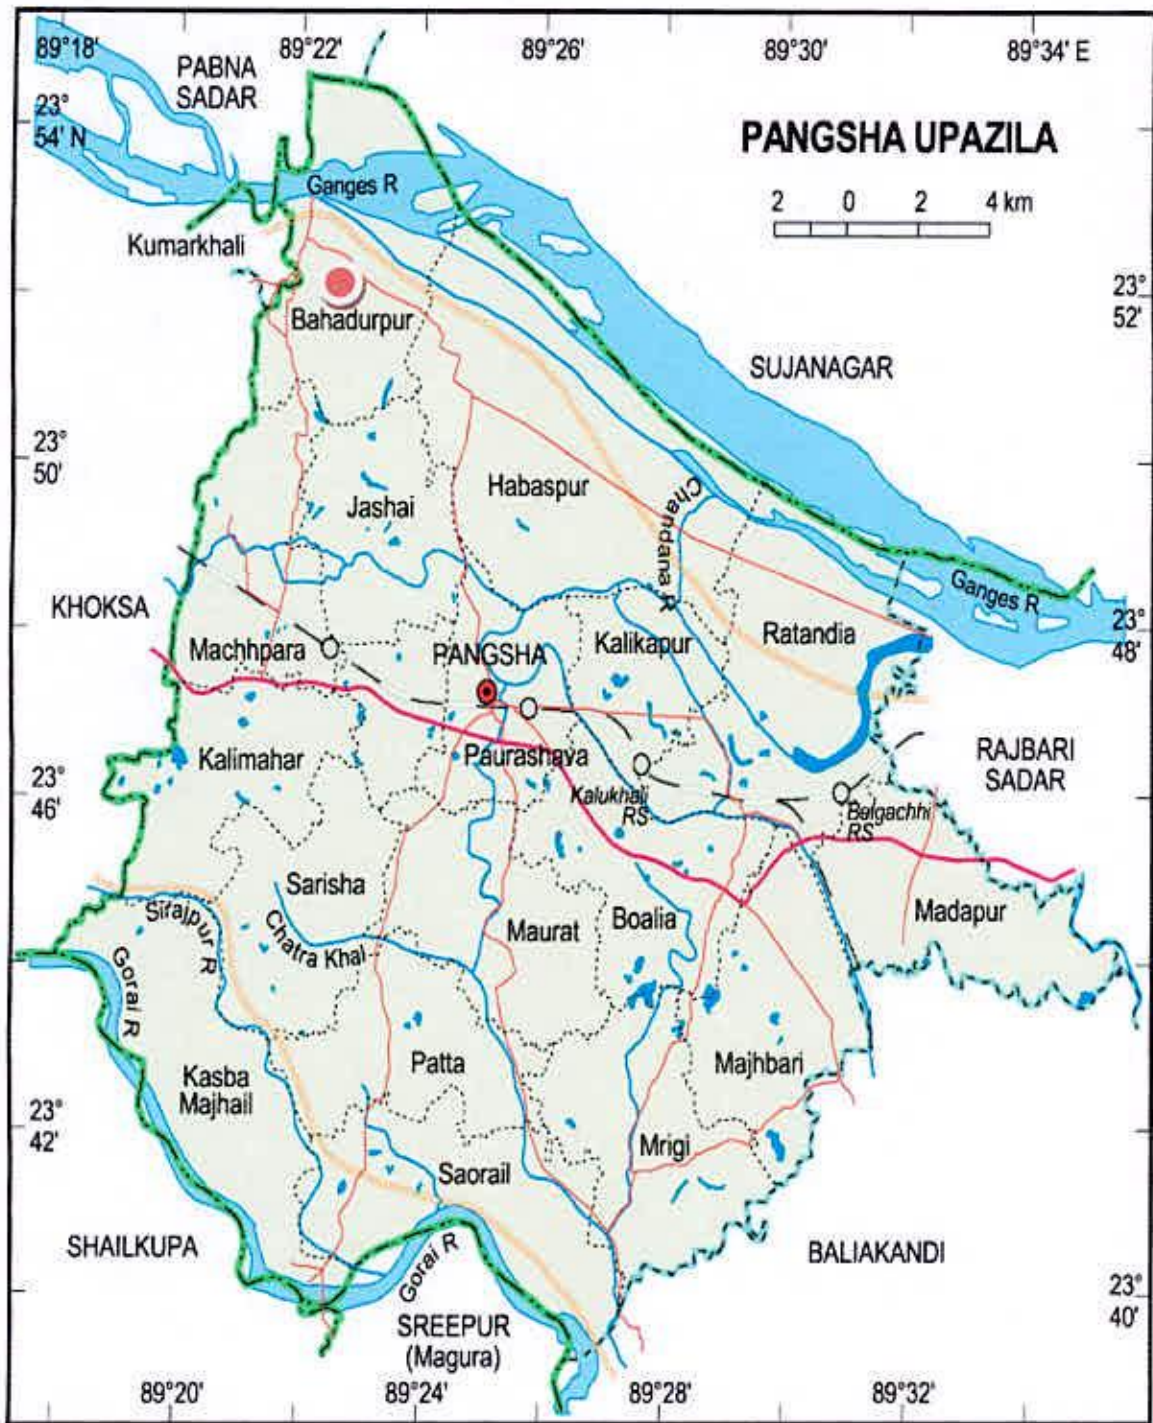 89°18'
89°22'
89°26'
89°30'
89°34' E
PABNA
SADAR
23°
54' N
PANGSHA UPAZILA
Ganges R
2 0 2 4 km
Kumarkhali
23°
52'
Bahadurpur
SUJANAGAR
23°
50'
Habaspur
Jashai
Chandana R
Ganges R
KHOKSA
23°
48'
Machhpara
PANGSHA
Kalikapur
Ratandia
Kalimahar
Paurashava
RAJBARI
SADAR
23°
46'
Kalukhali
RS
Belgachhi
RS
Sarisha
Sirajpur R
Chatra Khal
Maurat
Boalia
Madapur
Gorai R
Patta
Majhbari
Kasba
Majhail
23°
42'
Mrigi
Saorail
SHAILKUPA
Gorai R
BALIAKANDI
23°
40'
SREEPUR
(Magura)
89°20'
89°24'
89°28'
89°32'